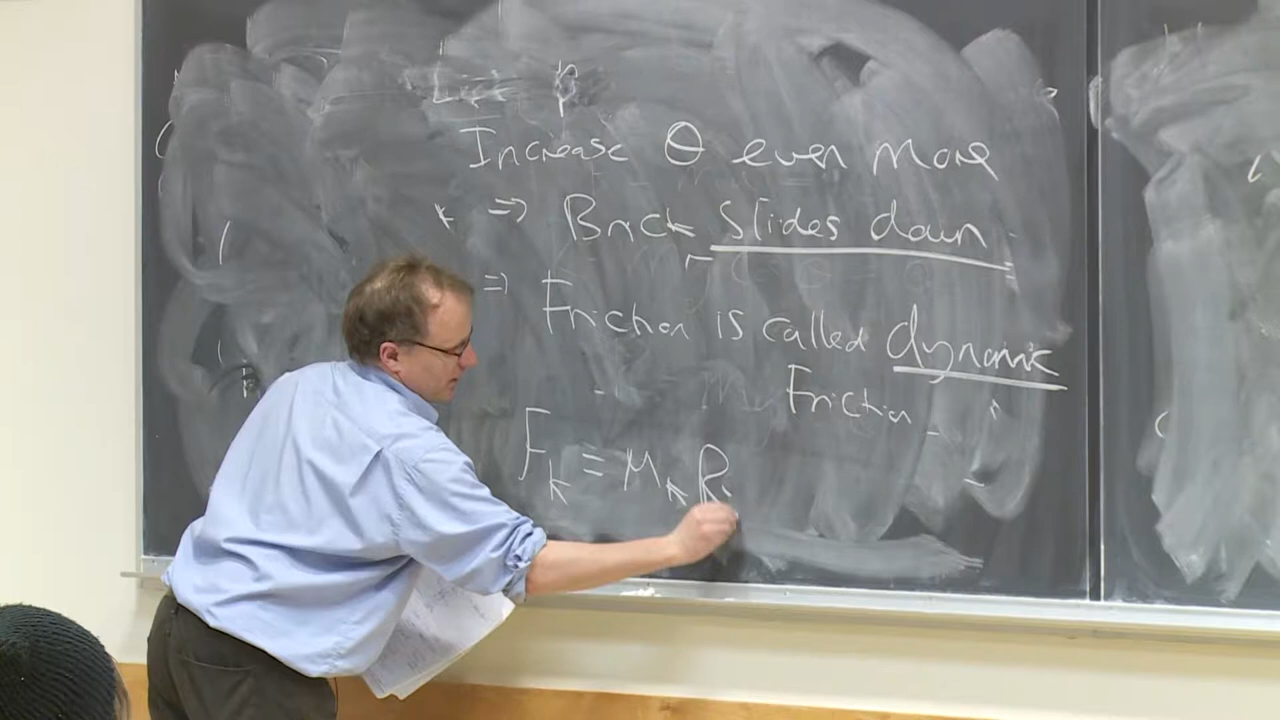 Increase θ even more
⇒ Brick slides down
⇒ Friction is called dynamic
Friction
F_k = μ_k R